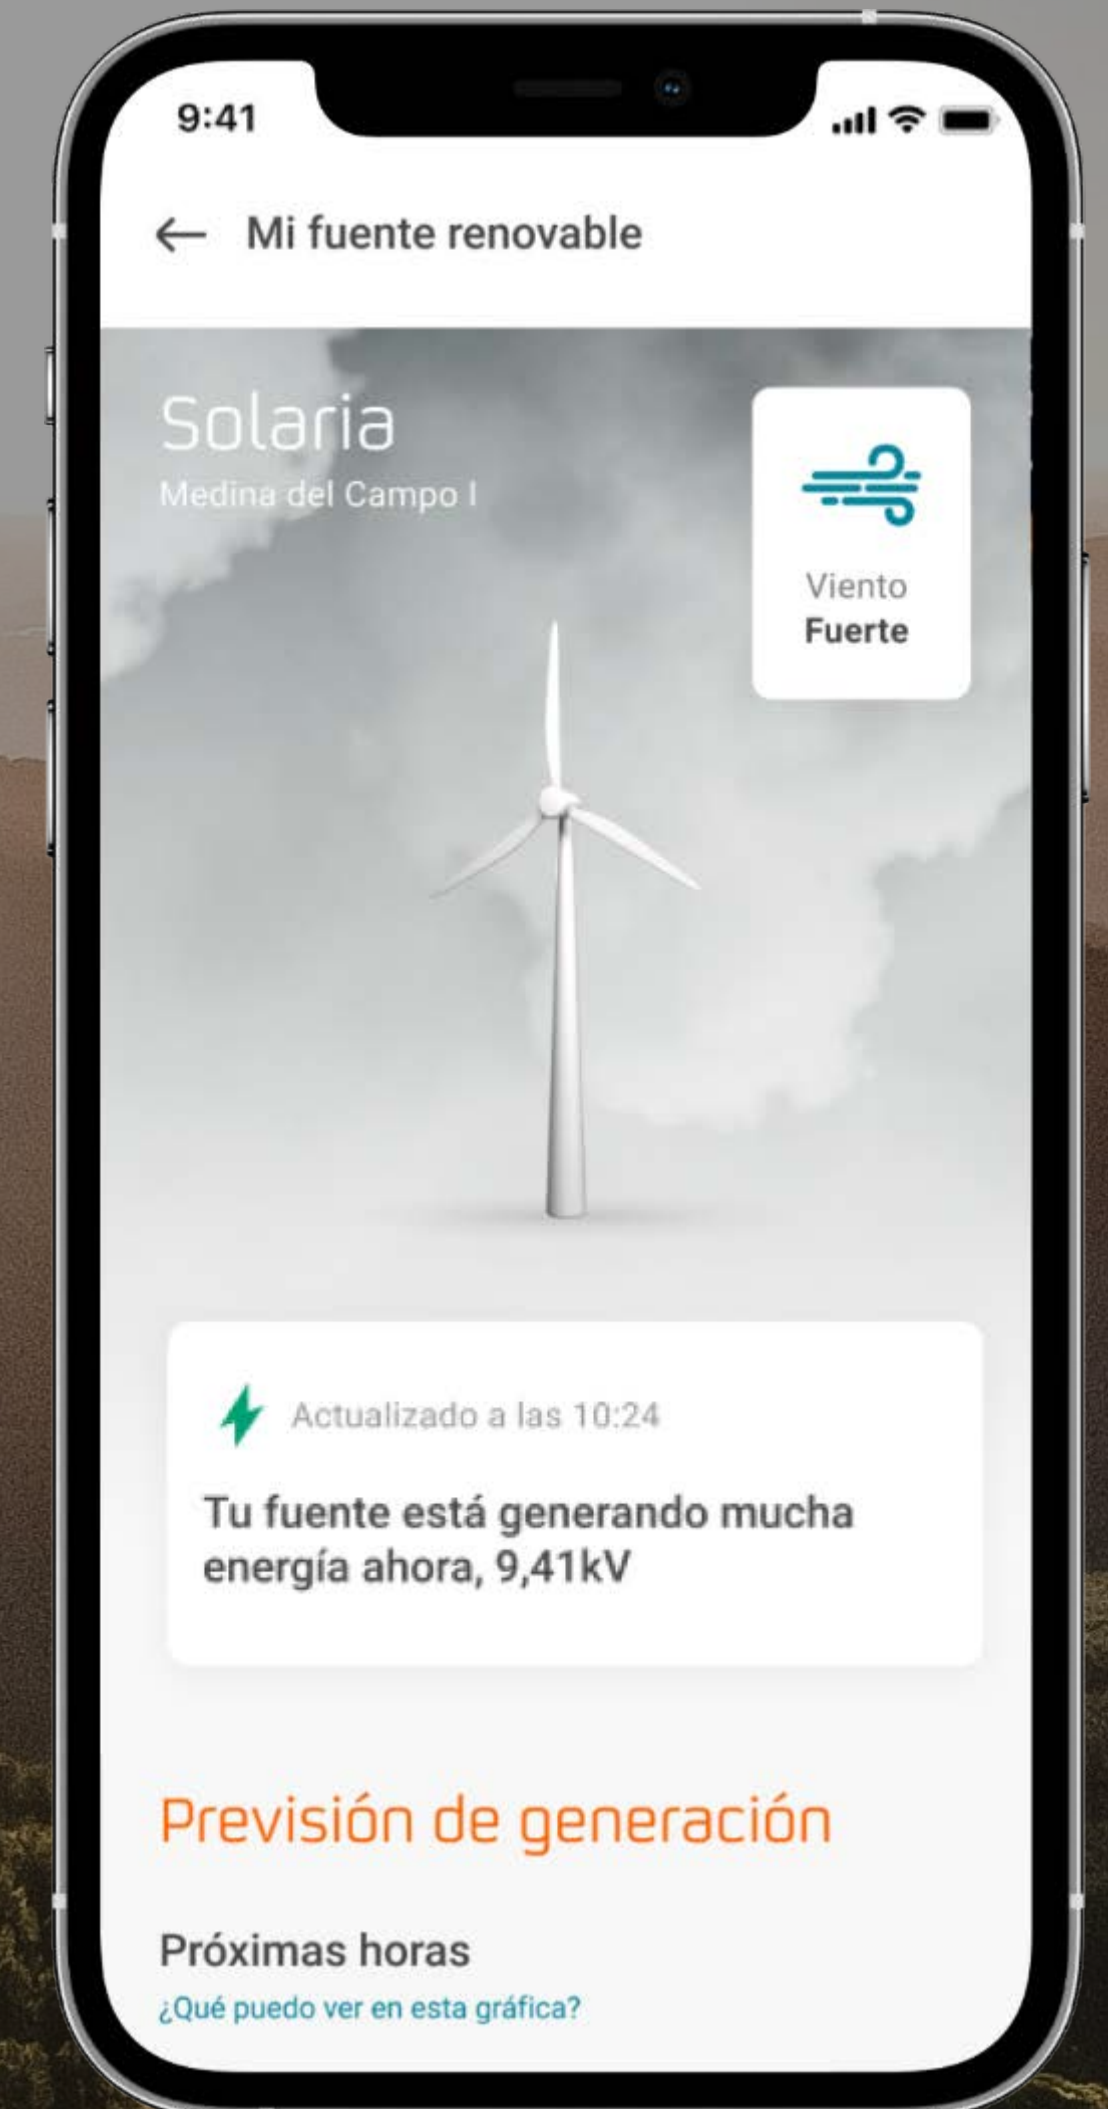 9:41
Mi fuente renovable
Solaria
Medina del Campo I
Viento
Fuerte
Actualizado a las 10:24
Tu fuente está generando mucha
energía ahora, 9,41kV
Previsión de generación
Próximas horas
¿Qué puedo ver en esta gráfica?